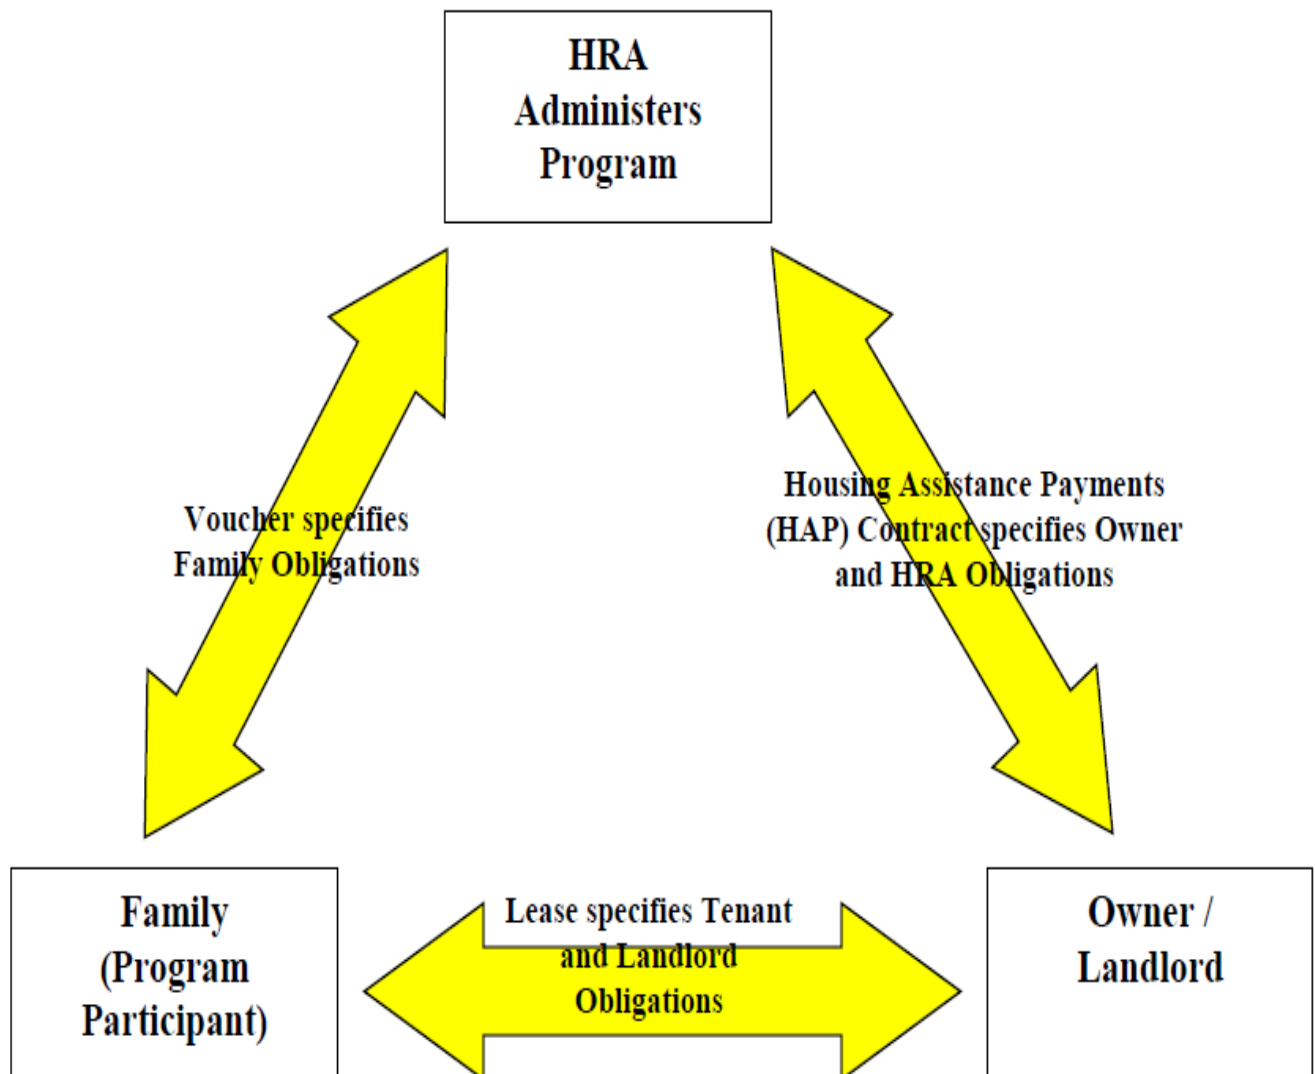 HRA
Administers
Program
Voucher specifies
Family Obligations
Housing Assistance Payments
(HAP) Contract specifies Owner
and HRA Obligations
Family
(Program
Participant)
Lease specifies Tenant
and Landlord
Obligations
Owner /
Landlord